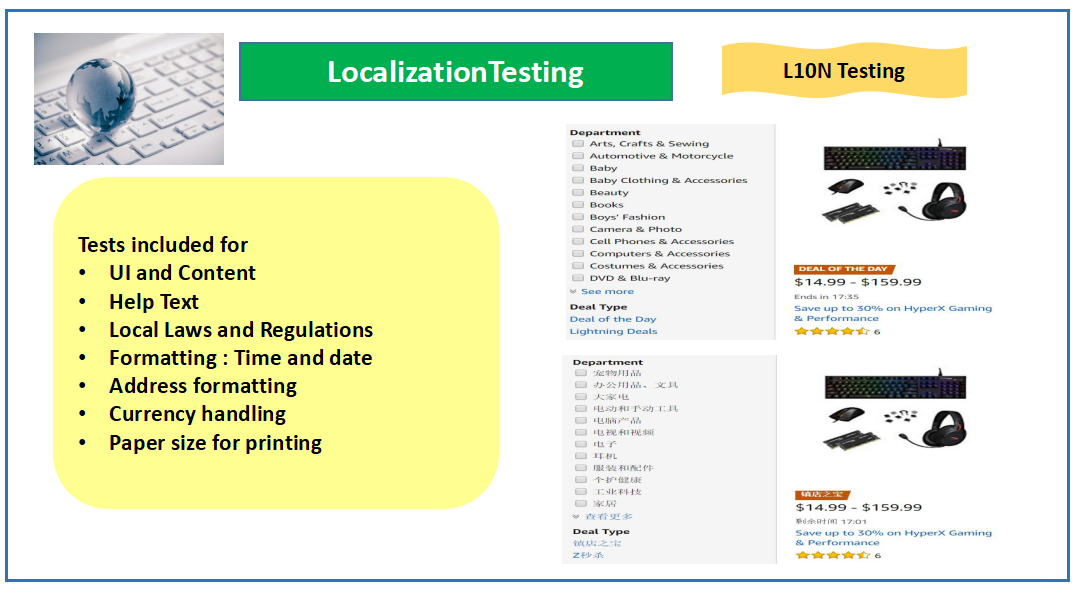 LocalizationTesting
L10N Testing
Tests included for
• UI and Content
• Help Text
• Local Laws and Regulations
• Formatting : Time and date
• Address formatting
• Currency handling
• Paper size for printing
Department
Arts, Crafts & Sewing
Automotive & Motorcycle
Baby
Baby Clothing & Accessories
Beauty
Books
Boys' Fashion
Camera & Photo
Cell Phones & Accessories
Computers & Accessories
Costumes & Accessories
DVD & Blu-ray
See more
Deal Type
Deal of the Day
Lightning Deals
DEAL OF THE DAY
$14.99 - $159.99
Ends in 17:35
Save up to 30% on HyperX Gaming
& Performance
6
Department
宠物用品
办公用品、文具
大家电
电动和手动工具
电脑产品
电视和视频
电子
耳机
服装和配件
个护健康
工业科技
家居
查看更多
Deal Type
镇店之宝
Z秒杀
镇店之宝
$14.99 - $159.99
剩余时间 17:01
Save up to 30% on HyperX Gaming
& Performance
6